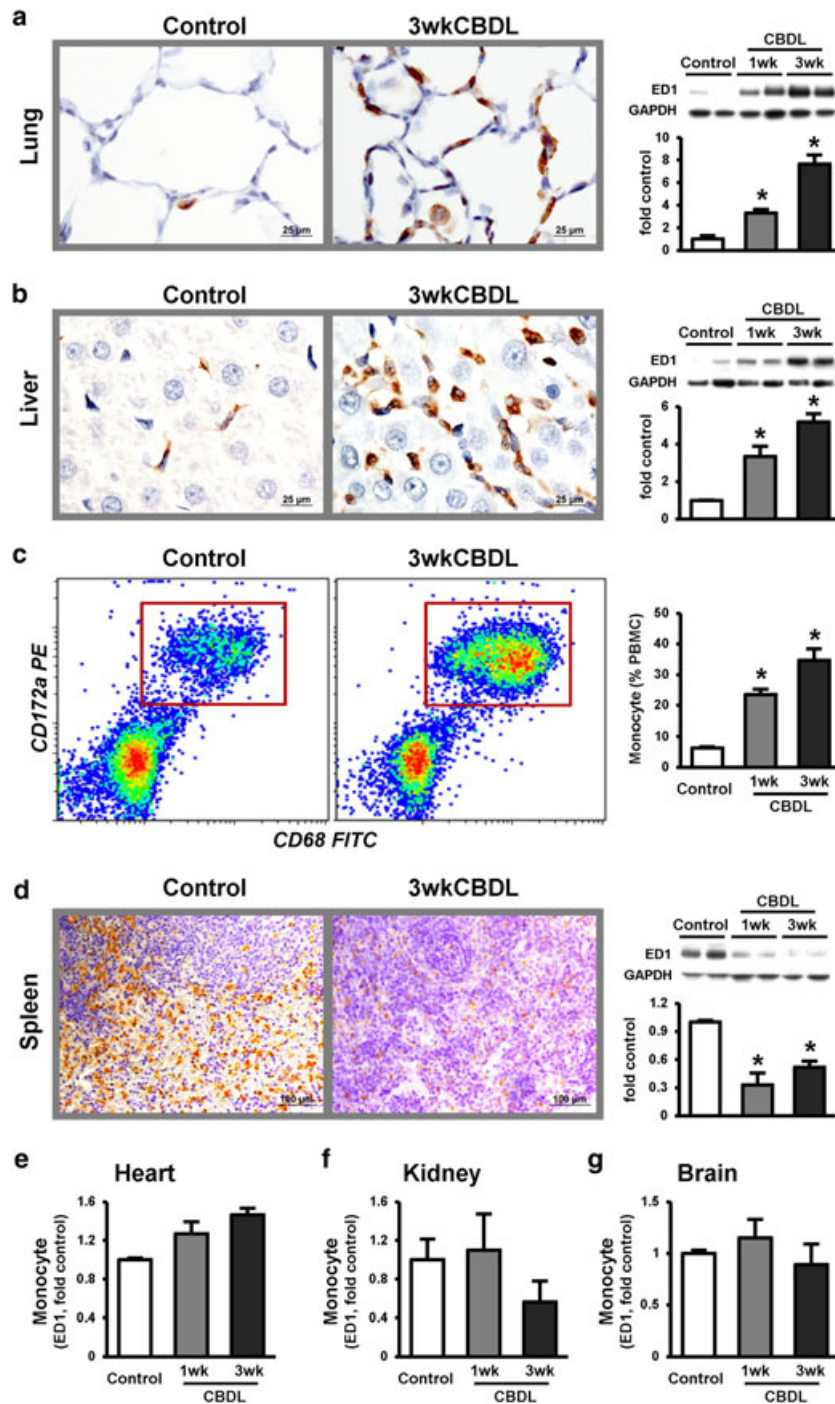 a
Control
3wkCBDL
Lung
25 µm
25 µm
CBDL
Control
1wk
3wk
ED1
GAPDH
fold control
10
8
6
4
2
0
*
*
b
Control
3wkCBDL
Liver
25 µm
25 µm
CBDL
Control
1wk
3wk
ED1
GAPDH
fold control
6
4
2
0
*
*
c
Control
3wkCBDL
CD172a PE
CD68 FITC
Monocyte (% PBMC)
50
40
30
20
10
0
*
*
Control
1wk
3wk
CBDL
d
Control
3wkCBDL
Spleen
100 µm
100 µm
CBDL
Control
1wk
3wk
ED1
GAPDH
fold control
1.2
0.9
0.6
0.3
0
*
*
e
Heart
Monocyte
(ED1, fold control)
1.6
1.2
0.8
0.4
0
Control
1wk
3wk
CBDL
f
Kidney
Monocyte
(ED1, fold control)
1.6
1.2
0.8
0.4
0
Control
1wk
3wk
CBDL
g
Brain
Monocyte
(ED1, fold control)
1.5
1
0.5
0
Control
1wk
3wk
CBDL